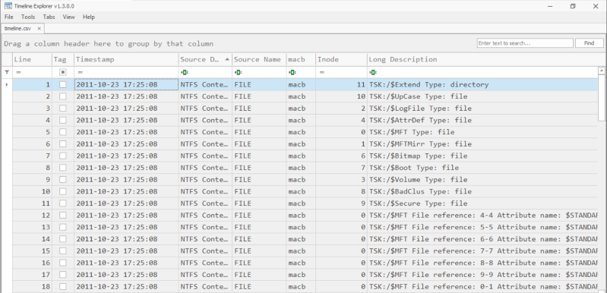 Timeline Explorer v1.3.0.0
File Tools Tabs View Help
timeline.csv ×
Drag a column header here to group by that column
Enter text to search... Find
Line Tag Timestamp Source D... Source Name macb Inode Long Description
= = =
1 2011-10-23 17:25:08 NTFS Conte... FILE macb 11 TSK:/$Extend Type: directory
2 2011-10-23 17:25:08 NTFS Conte... FILE macb 10 TSK:/$UpCase Type: file
3 2011-10-23 17:25:08 NTFS Conte... FILE macb 2 TSK:/$LogFile Type: file
4 2011-10-23 17:25:08 NTFS Conte... FILE macb 4 TSK:/$AttrDef Type: file
5 2011-10-23 17:25:08 NTFS Conte... FILE macb 0 TSK:/$MFT Type: file
6 2011-10-23 17:25:08 NTFS Conte... FILE macb 1 TSK:/$MFTMirr Type: file
7 2011-10-23 17:25:08 NTFS Conte... FILE macb 6 TSK:/$Bitmap Type: file
8 2011-10-23 17:25:08 NTFS Conte... FILE macb 7 TSK:/$Boot Type: file
9 2011-10-23 17:25:08 NTFS Conte... FILE macb 3 TSK:/$Volume Type: file
10 2011-10-23 17:25:08 NTFS Conte... FILE macb 8 TSK:/$BadClus Type: file
11 2011-10-23 17:25:08 NTFS Conte... FILE macb 9 TSK:/$Secure Type: file
12 2011-10-23 17:25:08 NTFS Conte... FILE macb 0 TSK:/$MFT File reference: 4-4 Attribute name: $STANDAR
13 2011-10-23 17:25:08 NTFS Conte... FILE macb 0 TSK:/$MFT File reference: 5-5 Attribute name: $STANDAR
14 2011-10-23 17:25:08 NTFS Conte... FILE macb 0 TSK:/$MFT File reference: 6-6 Attribute name: $STANDAR
15 2011-10-23 17:25:08 NTFS Conte... FILE macb 0 TSK:/$MFT File reference: 7-7 Attribute name: $STANDAR
16 2011-10-23 17:25:08 NTFS Conte... FILE macb 0 TSK:/$MFT File reference: 8-8 Attribute name: $STANDAR
17 2011-10-23 17:25:08 NTFS Conte... FILE macb 0 TSK:/$MFT File reference: 9-9 Attribute name: $STANDAR
18 2011-10-23 17:25:08 NTFS Conte... FILE macb 0 TSK:/$MFT File reference: 0-1 Attribute name: $STANDAR